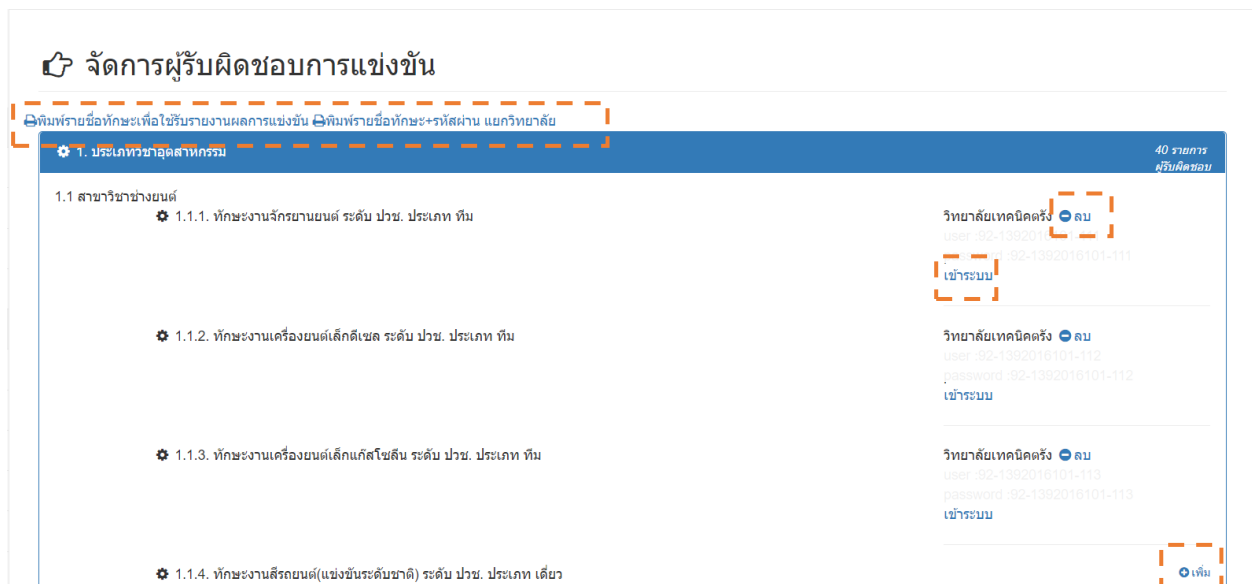 จัดการผู้รับผิดชอบการแข่งขัน
พิมพ์รายชื่อทักษะเพื่อใช้รับรายงานผลการแข่งขัน พิมพ์รายชื่อทักษะ+รหัสผ่าน แยกวิทยาลัย
1. ประเภทวิชาอุตสาหกรรม
40 รายการ
ผู้รับผิดชอบ
1.1 สาขาวิชาช่างยนต์
1.1.1. ทักษะงานจักรยานยนต์ ระดับ ปวช. ประเภท ทีม
วิทยาลัยเทคนิคตรัง ลบ
เข้าระบบ
1.1.2. ทักษะงานเครื่องยนต์เล็กดีเซล ระดับ ปวช. ประเภท ทีม
วิทยาลัยเทคนิคตรัง ลบ
user :92-1392016101-112
password :92-1392016101-112
เข้าระบบ
1.1.3. ทักษะงานเครื่องยนต์เล็กแก๊สโซลีน ระดับ ปวช. ประเภท ทีม
วิทยาลัยเทคนิคตรัง ลบ
user :92-1392016101-113
password :92-1392016101-113
เข้าระบบ
1.1.4. ทักษะงานสีรถยนต์(แข่งขันระดับชาติ) ระดับ ปวช. ประเภท เดี่ยว
เพิ่ม